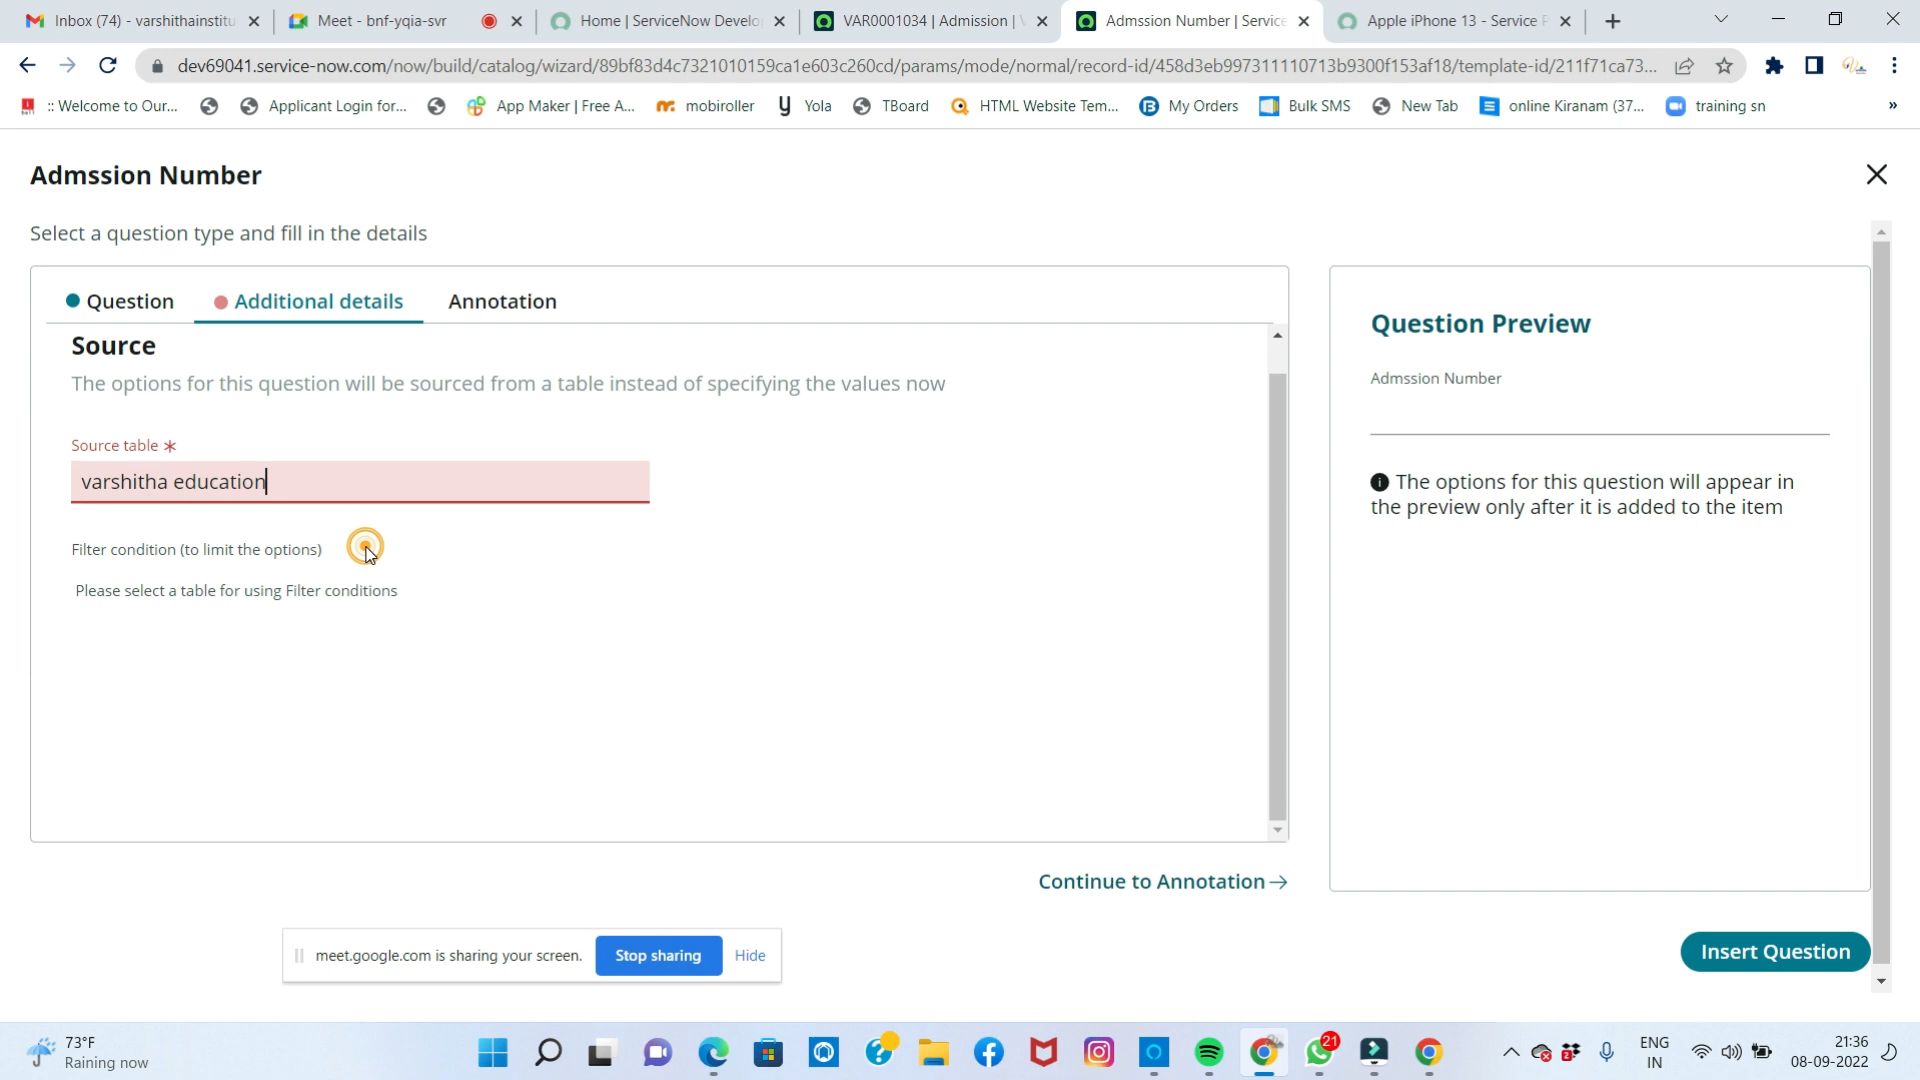 Inbox (74) - varshithainstitu
Meet - bnf-yqia-svr
Home | ServiceNow Develo
VAR0001034 | Admission | V
Admssion Number | Service
Apple iPhone 13 - Service P
dev69041.service-now.com/now/build/catalog/wizard/89bf83d4c7321010159ca1e603c260cd/params/mode/normal/record-id/458d3eb997311110713b9300f153af18/template-id/211f71ca73...
:: Welcome to Our...
Applicant Login for...
App Maker | Free A...
mobiroller
Yola
TBoard
HTML Website Tem...
My Orders
Bulk SMS
New Tab
online Kiranam (37...
training sn
»
Admssion Number
Select a question type and fill in the details
Question
Additional details
Annotation
Source
The options for this question will be sourced from a table instead of specifying the values now
Source table *
varshitha education
Filter condition (to limit the options)
Please select a table for using Filter conditions
Question Preview
Admssion Number
The options for this question will appear in
the preview only after it is added to the item
Continue to Annotation →
Insert Question
meet.google.com is sharing your screen.
Stop sharing
Hide
73°F
Raining now
21
ENG
IN
21:36
08-09-2022